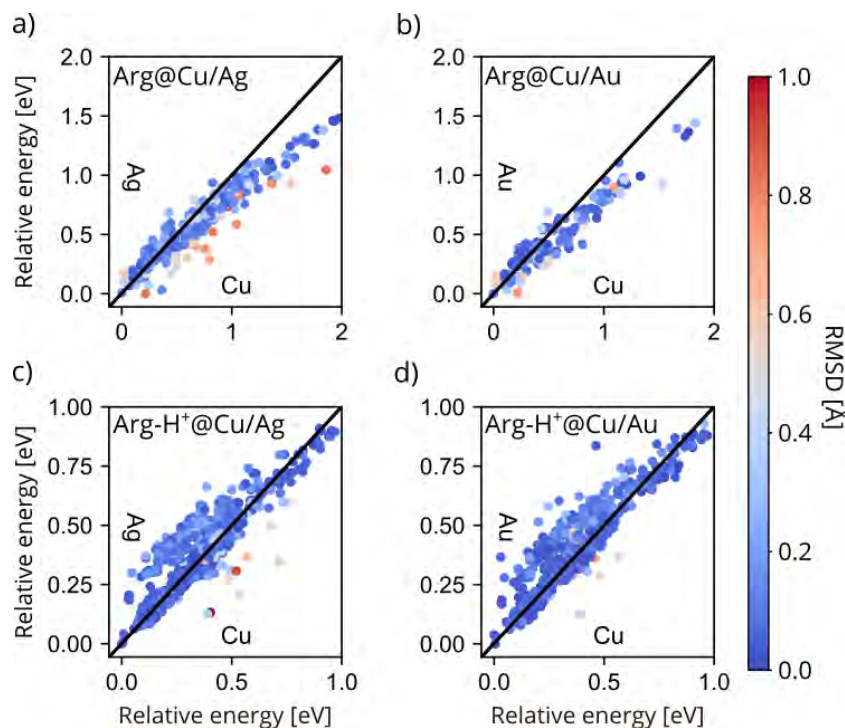 a)
b)
Arg@Cu/Ag
Arg@Cu/Au
2.0
1.5
1.0
0.5
0.0
Ag
Cu
0
1
2
Relative energy [eV]
2.0
1.5
1.0
0.5
0.0
Au
Cu
0
1
2
c)
d)
Arg-H⁺@Cu/Ag
Arg-H⁺@Cu/Au
1.00
0.75
0.50
0.25
0.00
Ag
Cu
0.0
0.5
1.0
Relative energy [eV]
Relative energy [eV]
1.00
0.75
0.50
0.25
0.00
Au
Cu
0.0
0.5
1.0
Relative energy [eV]
1.0
0.8
0.6
0.4
0.2
0.0
RMSD [Å]